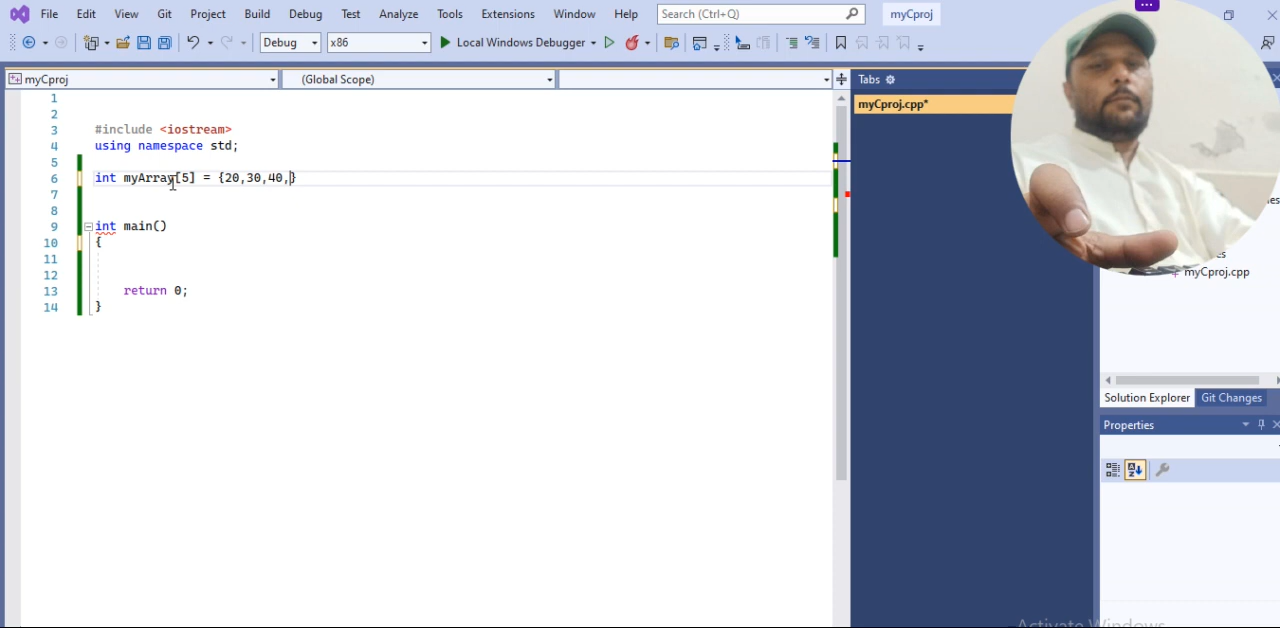 File Edit View Git Project Build Debug Test Analyze Tools Extensions Window Help Search (Ctrl+Q) myCproj
Debug x86 Local Windows Debugger
myCproj (Global Scope) Tabs
myCproj.cpp*
1
2
3 #include <iostream>
4 using namespace std;
5
6 int myArray[5] = {20,30,40,}
7
8
9 int main()
10 {
11
12
13 return 0;
14 }
myCproj.cpp
Solution Explorer Git Changes
Properties
Activate Windows